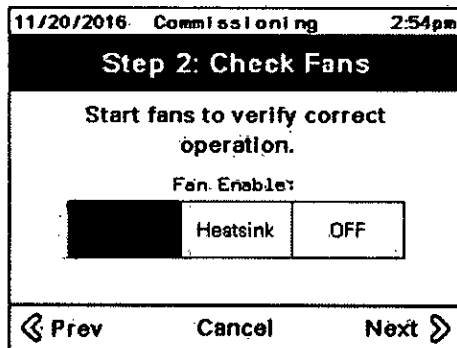 11/20/2016 Commissioning 2:54pm
Step 2: Check Fans
Start fans to verify correct
operation.
Fan Enable:
Heatsink OFF
Prev Cancel Next